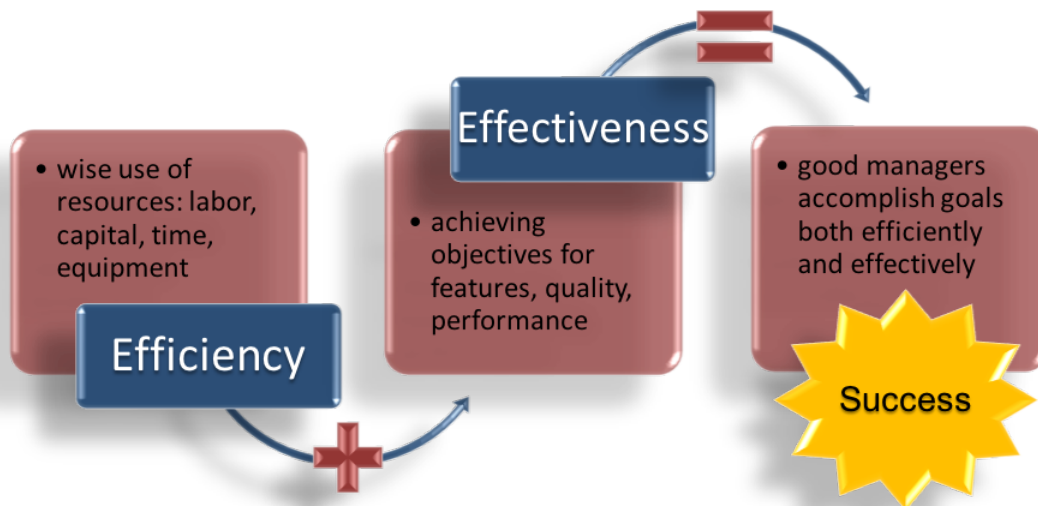 • wise use of
resources: labor,
capital, time,
equipment
Efficiency
Effectiveness
• achieving
objectives for
features, quality,
performance
• good managers
accomplish goals
both efficiently
and effectively
Success